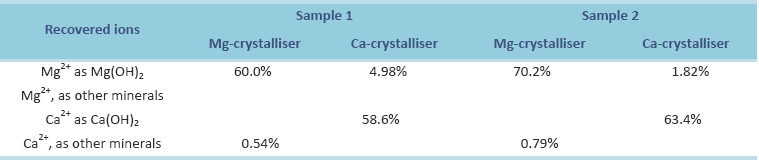 Sample 1 Sample 2
Recovered ions
Mg-crystalliser Ca-crystalliser Mg-crystalliser Ca-crystalliser
Mg²⁺ as Mg(OH)₂ 60.0% 4.98% 70.2% 1.82%
Mg²⁺, as other minerals
Ca²⁺ as Ca(OH)₂ 58.6% 63.4%
Ca²⁺, as other minerals 0.54% 0.79%